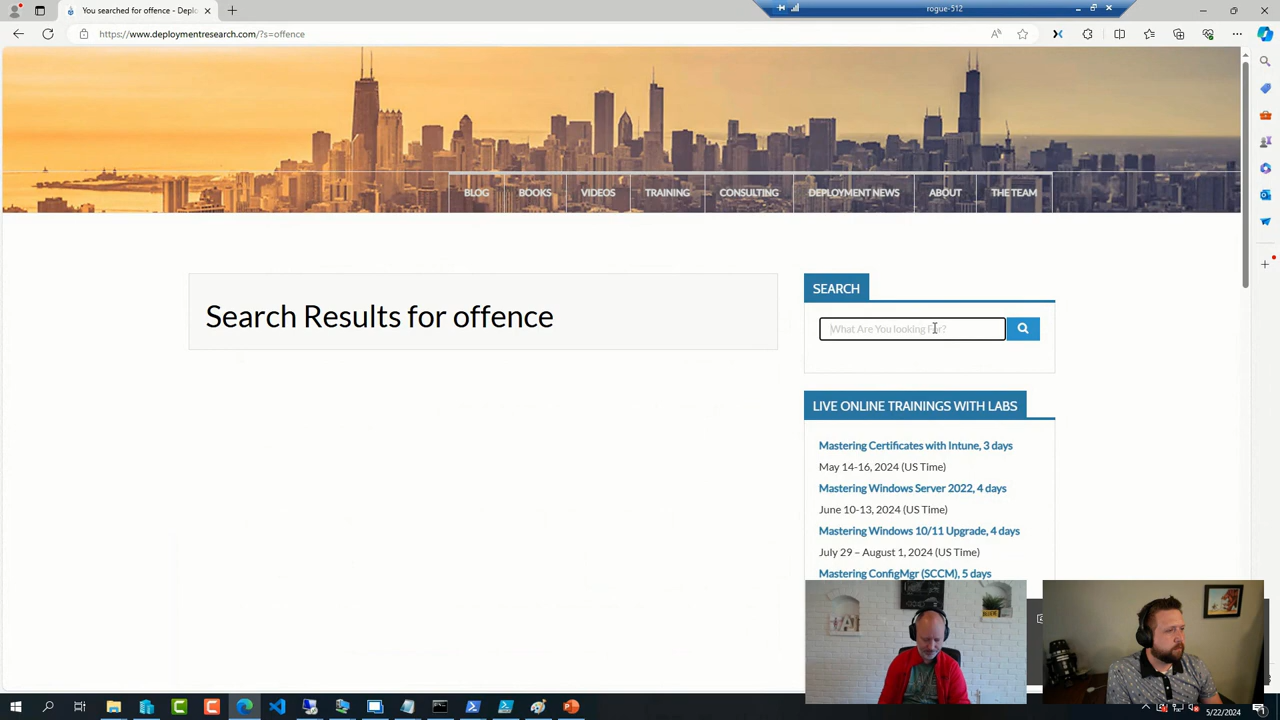 You searched for offence - Deplo
rogue-512
https://www.deploymentresearch.com/?s=offence
BLOG
BOOKS
VIDEOS
TRAINING
CONSULTING
DEPLOYMENT NEWS
ABOUT
THE TEAM
Search Results for offence
SEARCH
What Are You looking For?
LIVE ONLINE TRAININGS WITH LABS
Mastering Certificates with Intune, 3 days
May 14-16, 2024 (US Time)
Mastering Windows Server 2022, 4 days
June 10-13, 2024 (US Time)
Mastering Windows 10/11 Upgrade, 4 days
July 29 – August 1, 2024 (US Time)
Mastering ConfigMgr (SCCM), 5 days
5/22/2024